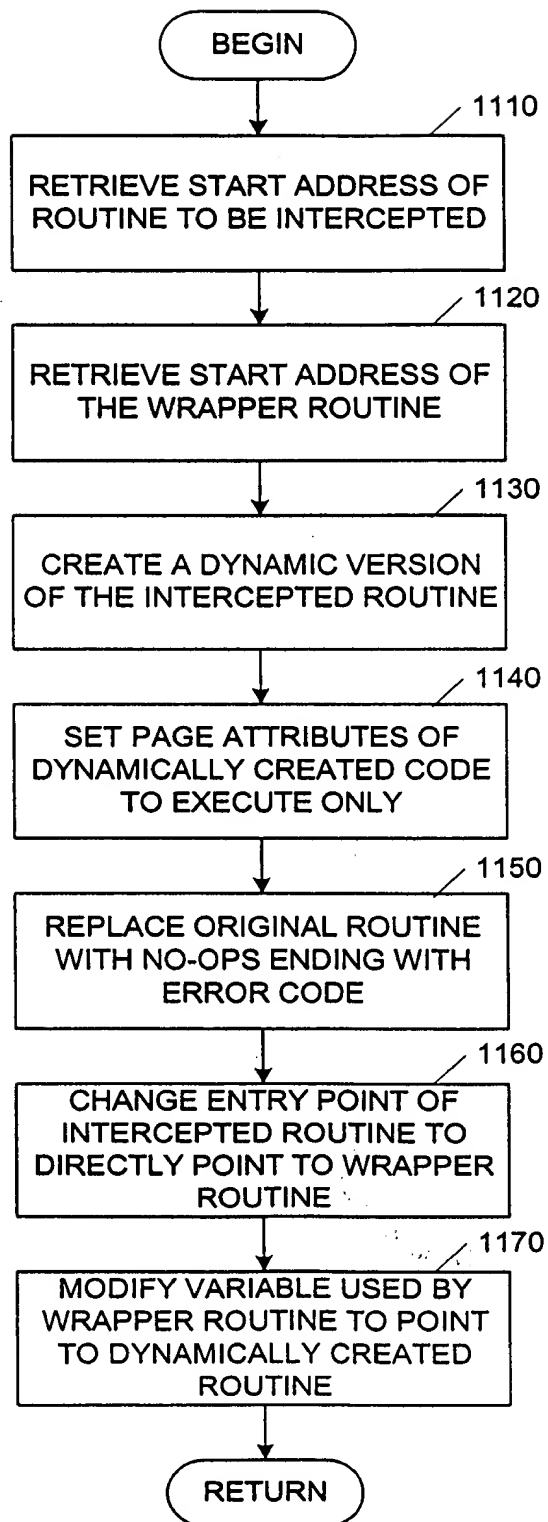 BEGIN
1110
RETRIEVE START ADDRESS OF
ROUTINE TO BE INTERCEPTED
1120
RETRIEVE START ADDRESS OF
THE WRAPPER ROUTINE
1130
CREATE A DYNAMIC VERSION
OF THE INTERCEPTED ROUTINE
1140
SET PAGE ATTRIBUTES OF
DYNAMICALLY CREATED CODE
TO EXECUTE ONLY
1150
REPLACE ORIGINAL ROUTINE
WITH NO-OPS ENDING WITH
ERROR CODE
1160
CHANGE ENTRY POINT OF
INTERCEPTED ROUTINE TO
DIRECTLY POINT TO WRAPPER
ROUTINE
1170
MODIFY VARIABLE USED BY
WRAPPER ROUTINE TO POINT
TO DYNAMICALLY CREATED
ROUTINE
RETURN